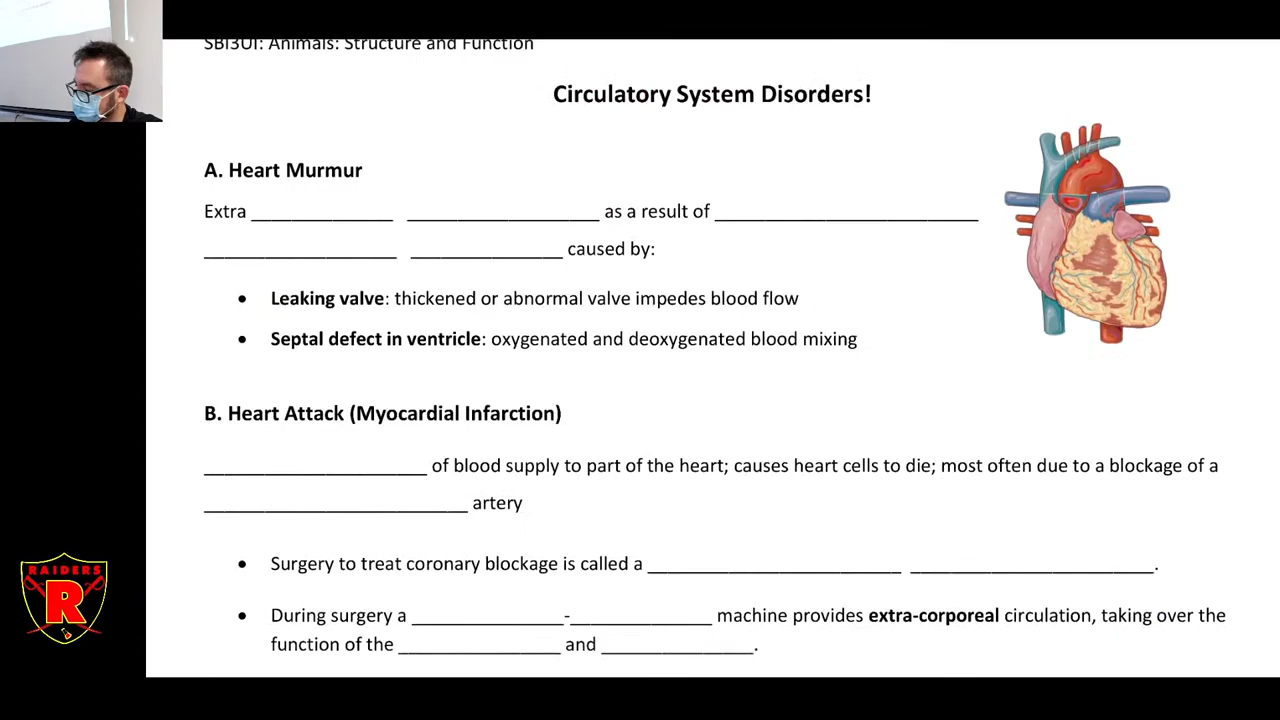 SBI3UI: Animals: Structure and Function
Circulatory System Disorders!
A. Heart Murmur
Extra ______________ ___________________ as a result of __________________________
___________________ _______________ caused by:
• Leaking valve: thickened or abnormal valve impedes blood flow
• Septal defect in ventricle: oxygenated and deoxygenated blood mixing
B. Heart Attack (Myocardial Infarction)
______________________ of blood supply to part of the heart; causes heart cells to die; most often due to a blockage of a
__________________________ artery
• Surgery to treat coronary blockage is called a _________________________ ________________________.
• During surgery a _______________-______________ machine provides extra-corporeal circulation, taking over the
function of the ________________ and _______________.
RAIDERS
R